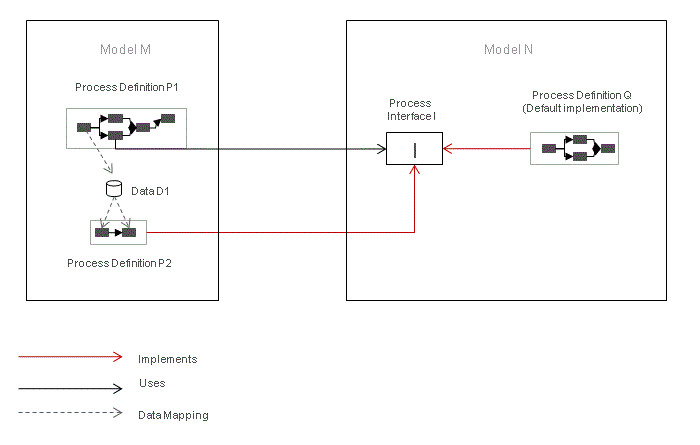 Model M
Model N
Process Definition P1
Process
Interface I
Process Definition Q
(Default implementation)
I
Data D1
Process Definition P2
Implements
Uses
Data Mapping